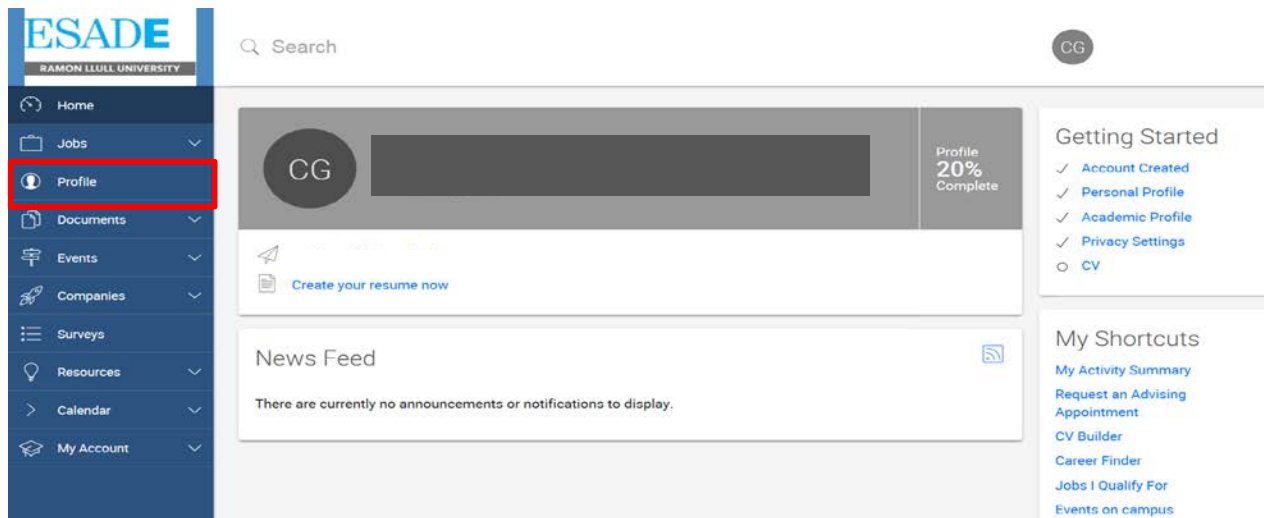 ESADE
RAMON LLULL UNIVERSITY
Search
CG
Home
Jobs
Profile
Documents
Events
Companies
Surveys
Resources
Calendar
My Account
CG
Profile
20%
Complete
Create your resume now
News Feed
There are currently no announcements or notifications to display.
Getting Started
Account Created
Personal Profile
Academic Profile
Privacy Settings
CV
My Shortcuts
My Activity Summary
Request an Advising
Appointment
CV Builder
Career Finder
Jobs I Qualify For
Events on campus